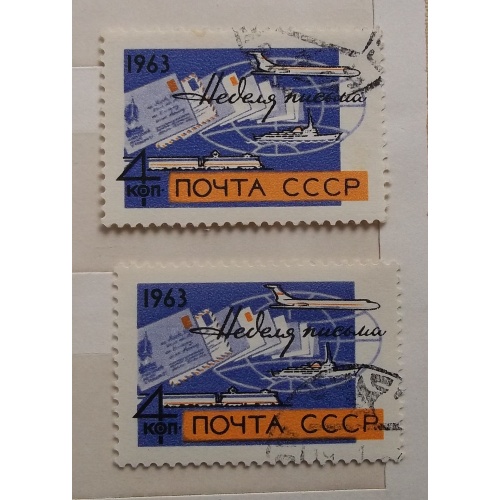 1963
Неделя письма
4
КОП.
ПОЧТА СССР
1963
Неделя письма
4
КОП.
ПОЧТА СССР